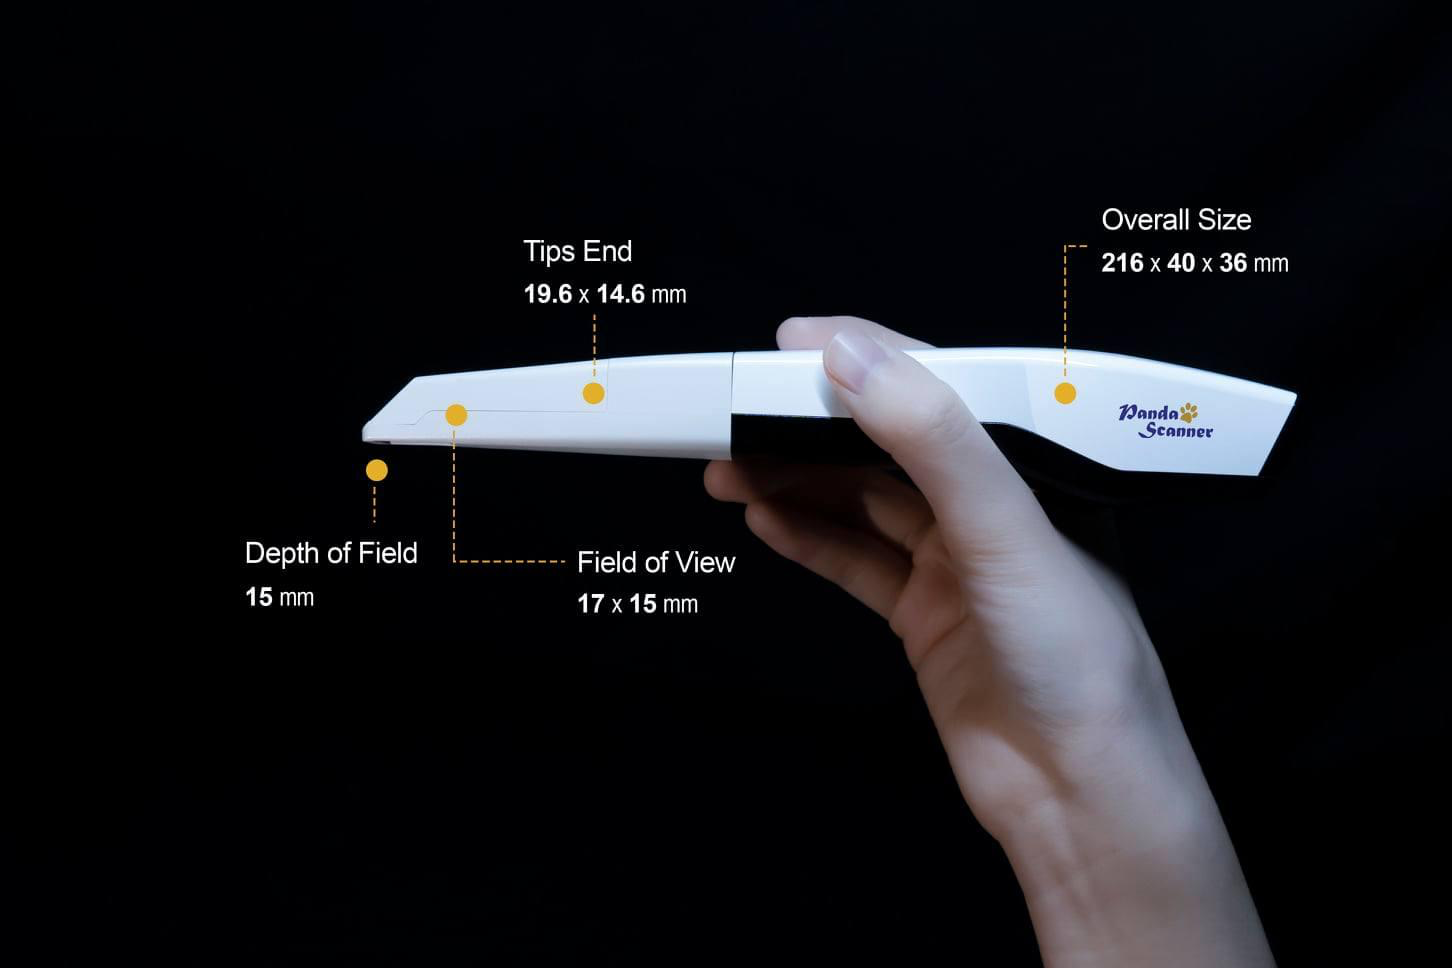 Overall Size
216 x 40 x 36 mm
Tips End
19.6 x 14.6 mm
Panda
Scanner
Depth of Field
15 mm
Field of View
17 x 15 mm